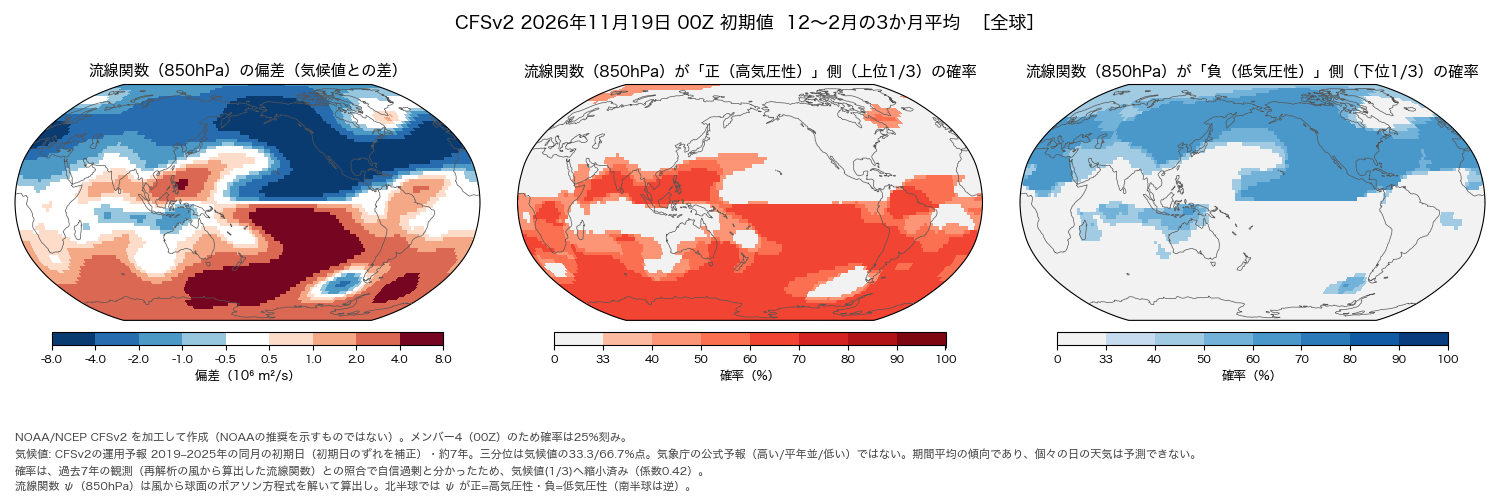 CFSv2 2026年11月19日 00Z 初期値 12～2月の3か月平均 ［全球］
流線関数（850hPa）の偏差（気候値との差）
流線関数（850hPa）が「正（高気圧性）」側（上位1/3）の確率
流線関数（850hPa）が「負（低気圧性）」側（下位1/3）の確率
-8.0 -4.0 -2.0 -1.0 -0.5 0.5 1.0 2.0 4.0 8.0
偏差（10⁶ m²/s）
0 33 40 50 60 70 80 90 100
確率（%）
0 33 40 50 60 70 80 90 100
確率（%）
NOAA/NCEP CFSv2 を加工して作成（NOAAの推奨を示すものではない）。メンバー4（00Z）のため確率は25%刻み。
気候値: CFSv2の運用予報 2019–2025年の同月の初期日（初期日のずれを補正）・約7年。三分位は気候値の33.3/66.7%点。気象庁の公式予報（高い/平年並/低い）ではない。期間平均の傾向であり、個々の日の天気は予測できない。
確率は、過去7年の観測（再解析の風から算出した流線関数）との照合で自信過剰と分かったため、気候値(1/3)へ縮小済み（係数0.42）。
流線関数 ψ（850hPa）は風から球面のポアソン方程式を解いて算出し。北半球では ψ が正=高気圧性・負=低気圧性（南半球は逆）。